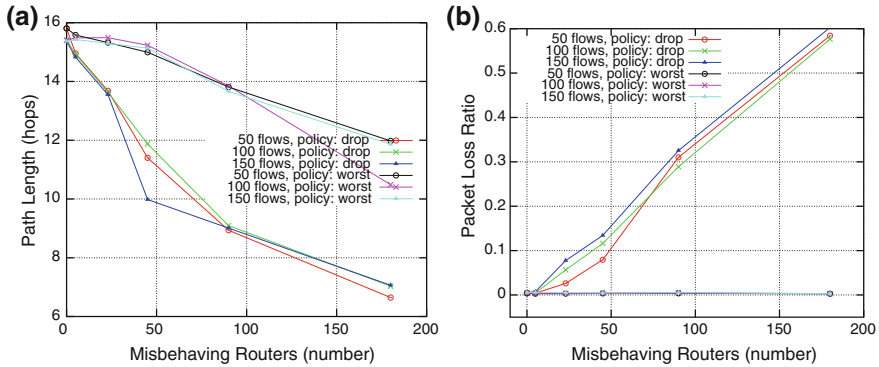 (a)
16
14
12
10
8
6
Path Length (hops)
50 flows, policy: drop
100 flows, policy: drop
150 flows, policy: drop
50 flows, policy: worst
100 flows, policy: worst
150 flows, policy: worst
0
50
100
150
200
Misbehaving Routers (number)
(b)
0.6
0.5
0.4
0.3
0.2
0.1
0
Packet Loss Ratio
50 flows, policy: drop
100 flows, policy: drop
150 flows, policy: drop
50 flows, policy: worst
100 flows, policy: worst
150 flows, policy: worst
0
50
100
150
200
Misbehaving Routers (number)